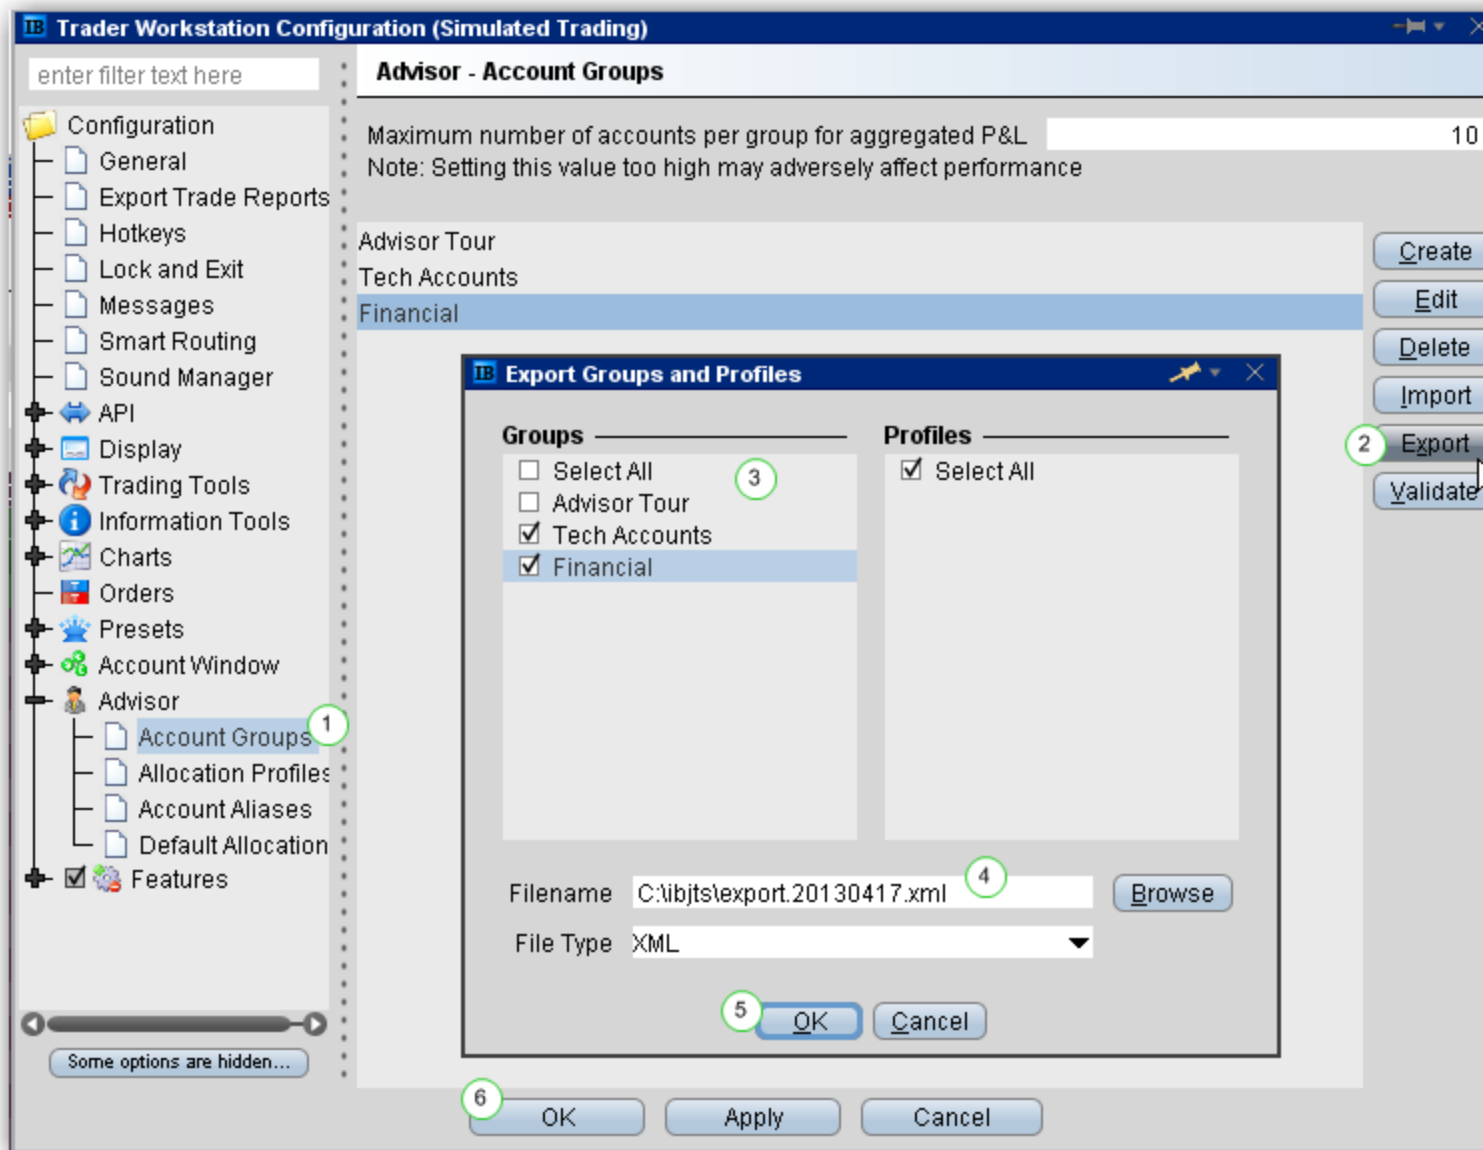 IB Trader Workstation Configuration (Simulated Trading)
enter filter text here
Configuration
General
Export Trade Reports
Hotkeys
Lock and Exit
Messages
Smart Routing
Sound Manager
API
Display
Trading Tools
Information Tools
Charts
Orders
Presets
Account Window
Advisor
Account Groups
1
Allocation Profiles
Account Aliases
Default Allocation
Features
Some options are hidden...
Advisor - Account Groups
Maximum number of accounts per group for aggregated P&L 10
Note: Setting this value too high may adversely affect performance
Advisor Tour
Tech Accounts
Financial
Create
Edit
Delete
Import
2 Export
Validate
IB Export Groups and Profiles
Groups
Select All
3
Advisor Tour
Tech Accounts
Financial
Profiles
Select All
Filename C:\ibjts\export.20130417.xml 4 Browse
File Type XML
5 OK Cancel
6 OK Apply Cancel